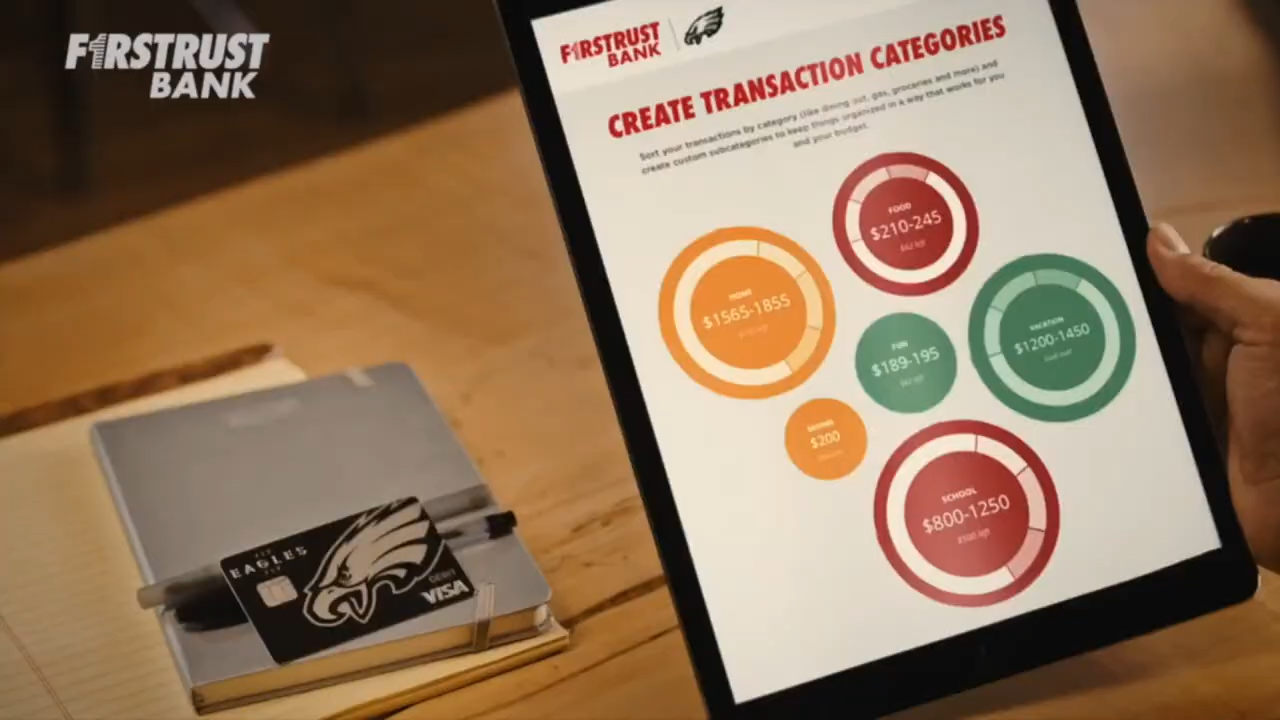 F1RSTRUST
BANK
F1RSTRUST
BANK
CREATE TRANSACTION CATEGORIES
Sort your transactions by category (like dining out, gas, groceries and more) and
create custom subcategories to keep things organized in a way that works for you
and your budget.
FOOD
$210-245
HOME
$1565-1855
FUN
$189-195
VACATION
$1200-1450
$200
SCHOOL
$800-1250
EAGLES
DEBIT
VISA